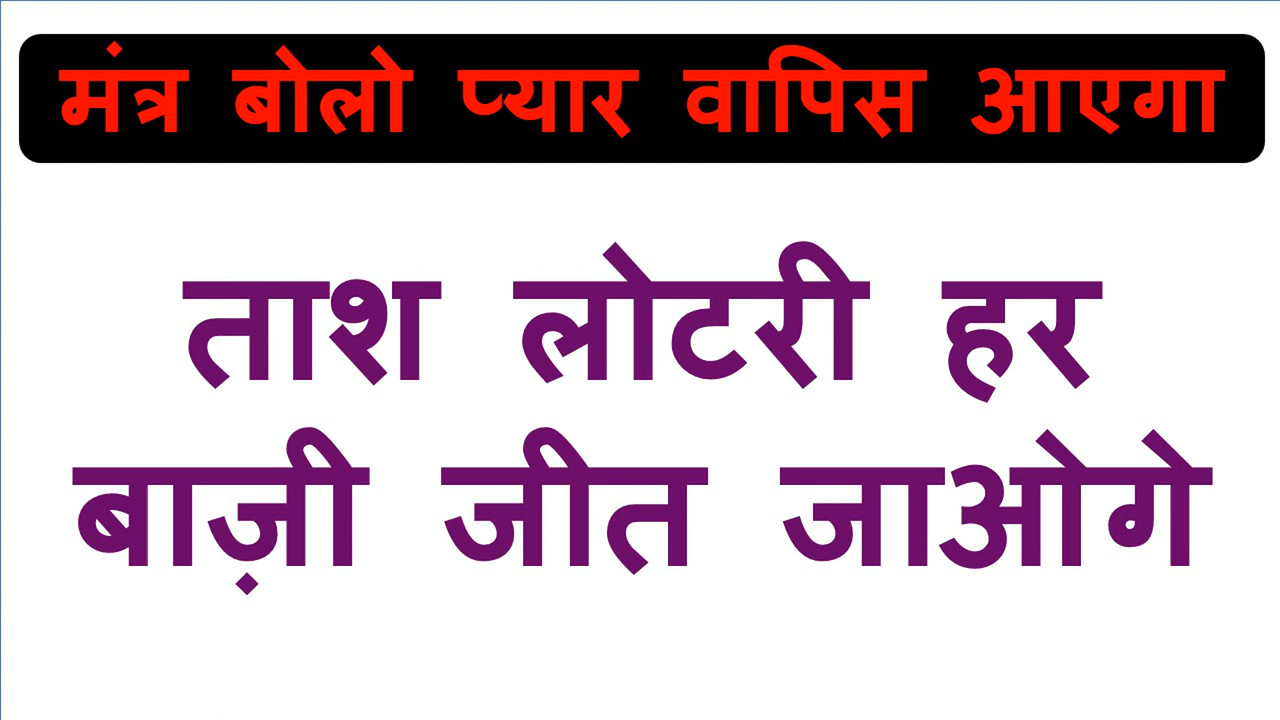 मंत्र बोलो प्यार वापिस आएगा
ताश लोटरी हर
बाज़ी जीत जाओगे